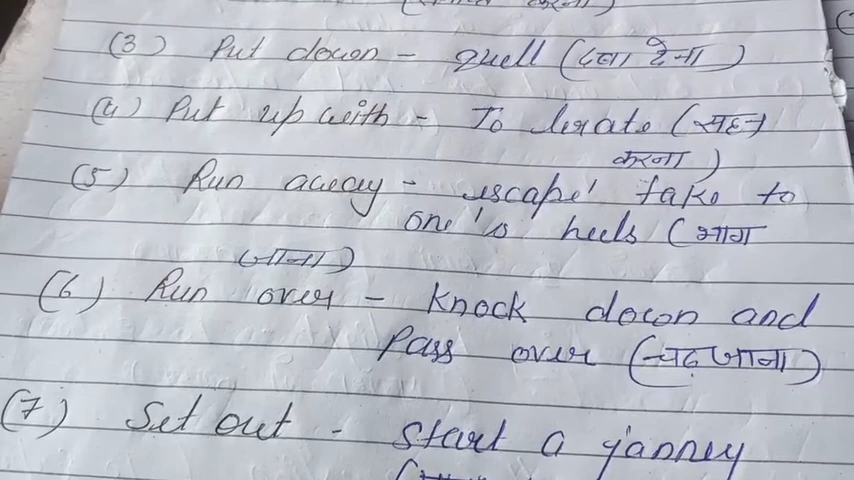 (3) Put down - quell (दबा देना)
(4) Put up with - To lerate (सहन
करना)
(5) Run away - escape' take to
one's heels (भाग
जाना)
(6) Run over - Knock down and
Pass over (चढ़ जाना)
(7) Set out - Start a janney